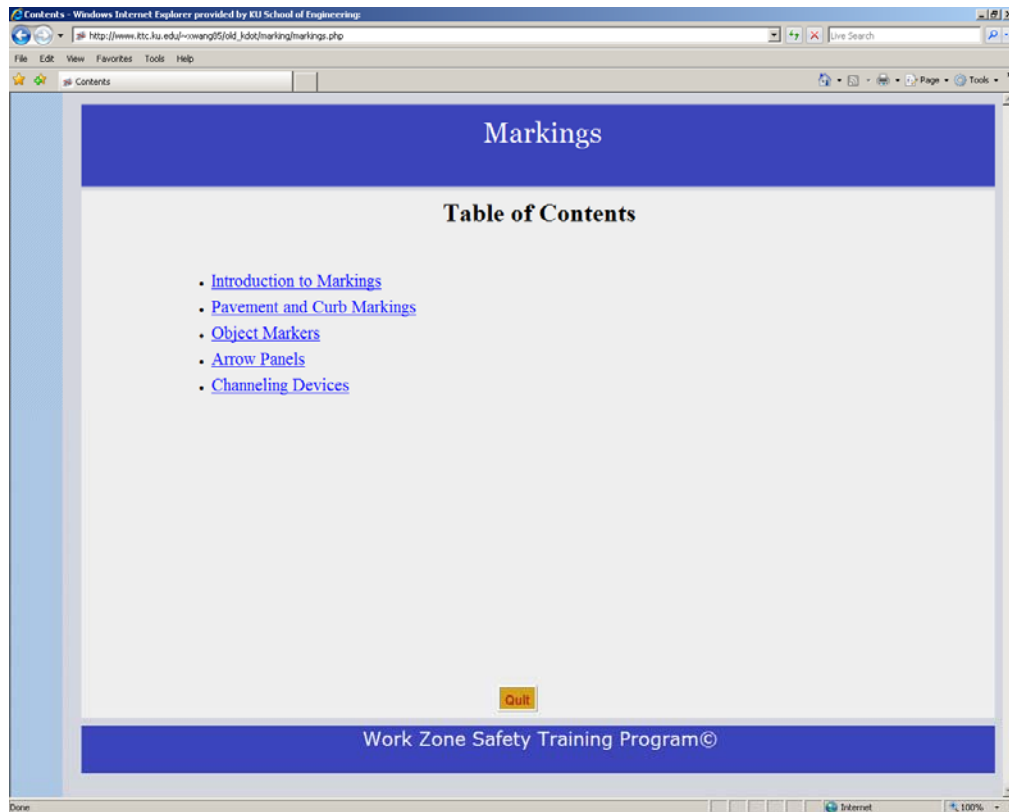 Contents - Windows Internet Explorer provided by KU School of Engineering:
http://www.ittc.ku.edu/~xwang05/old_kdot/marking/markings.php
Live Search
File Edit View Favorites Tools Help
Contents
Page
Tools
Markings
Table of Contents
• Introduction to Markings
• Pavement and Curb Markings
• Object Markers
• Arrow Panels
• Channeling Devices
Quit
Work Zone Safety Training Program©
Done
Internet
100%